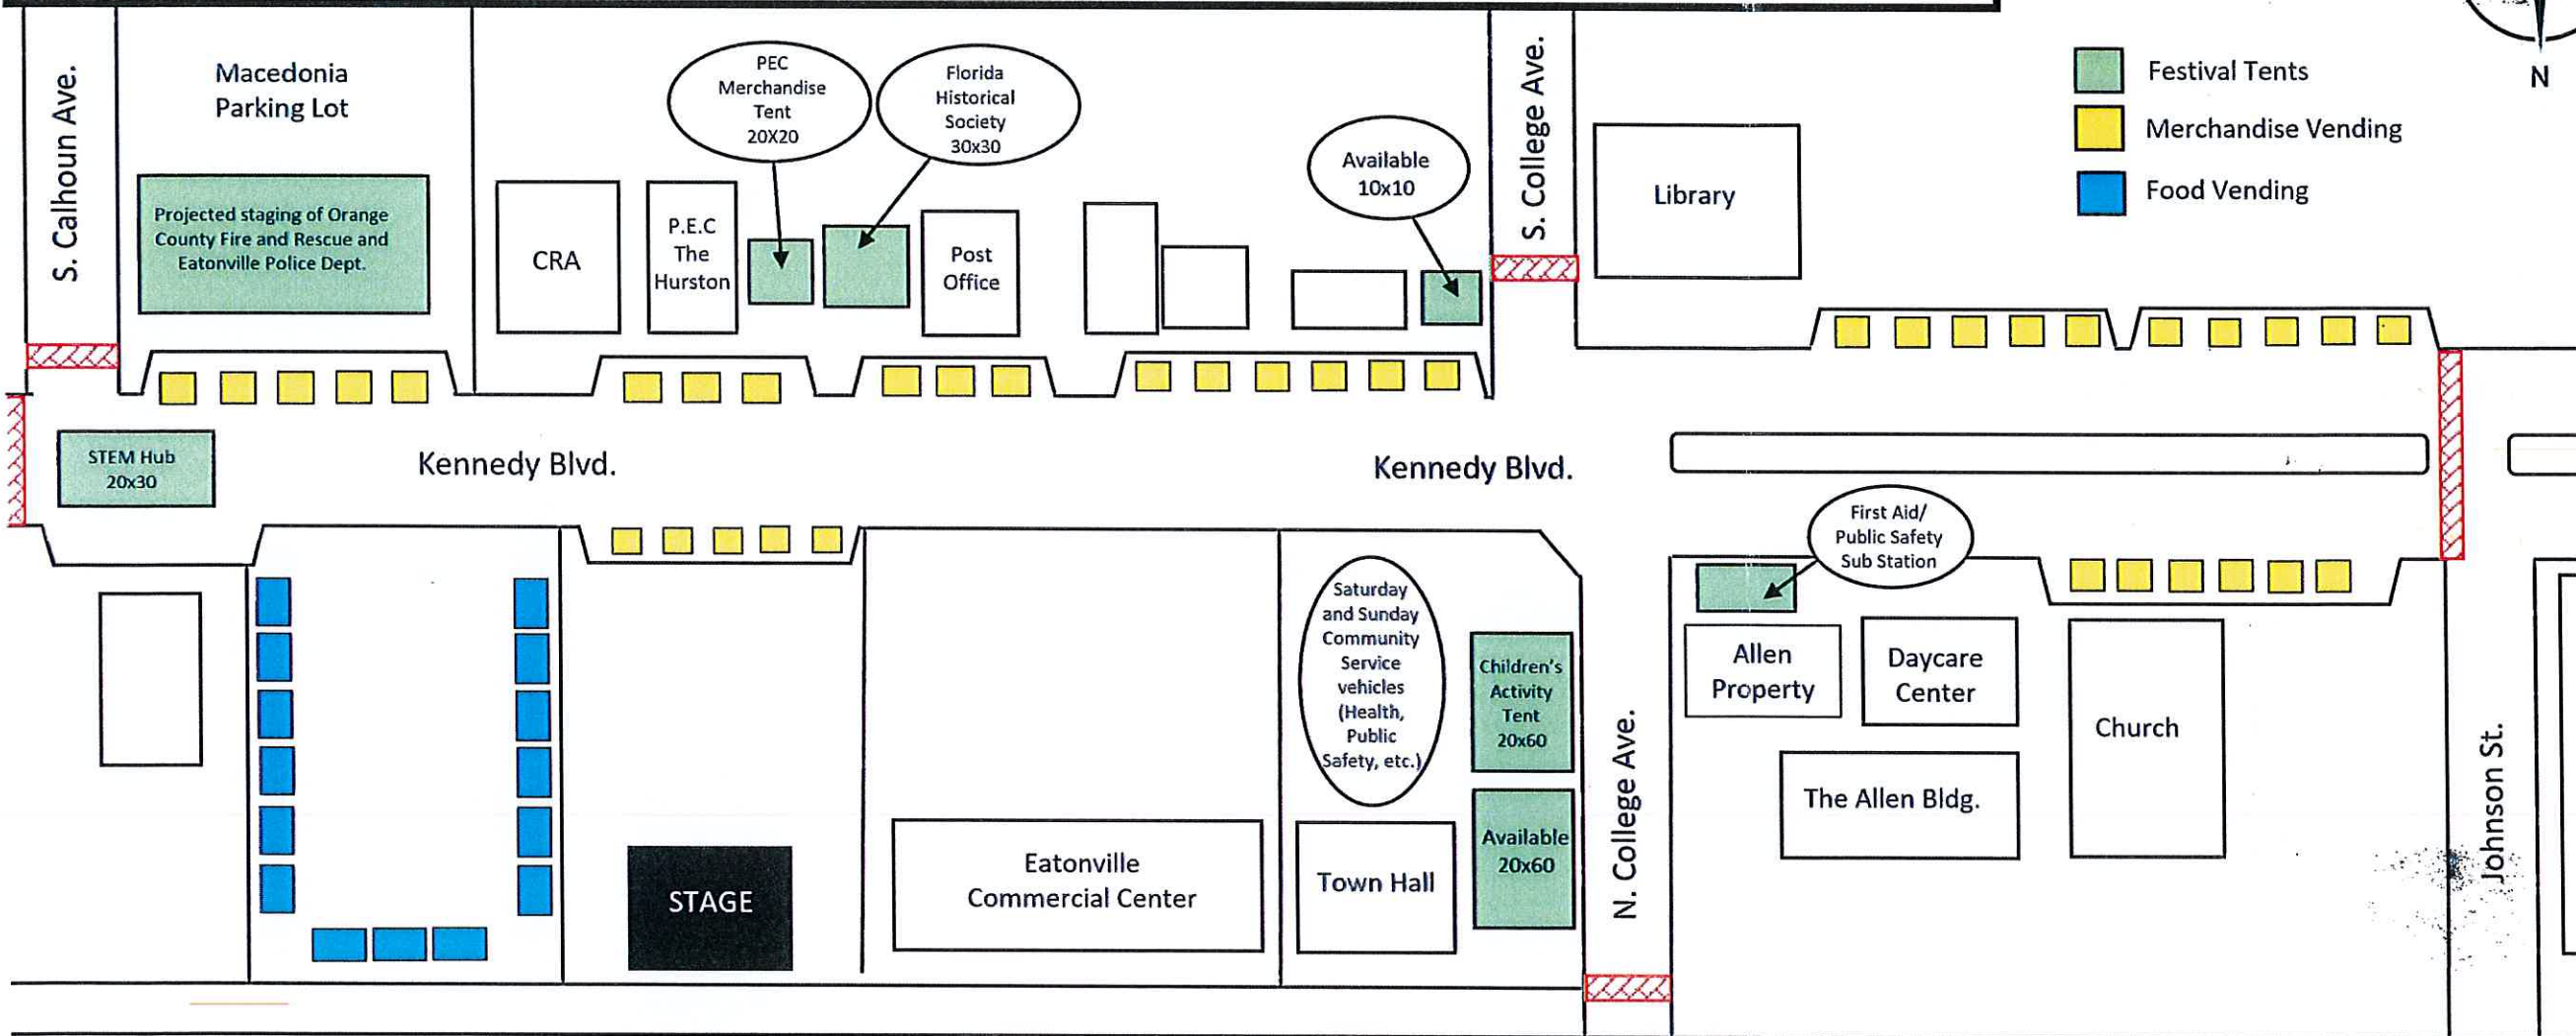 S. Calhoun Ave.
Macedonia
Parking Lot
Projected staging of Orange
County Fire and Rescue and
Eatonville Police Dept.
CRA
P.E.C
The
Hurston
PEC
Merchandise
Tent
20X20
Florida
Historical
Society
30x30
Post
Office
Available
10x10
S. College Ave.
Library
Festival Tents
Merchandise Vending
Food Vending
N
STEM Hub
20x30
Kennedy Blvd.
Kennedy Blvd.
First Aid/
Public Safety
Sub Station
STAGE
Eatonville
Commercial Center
Saturday
and Sunday
Community
Service
vehicles
(Health,
Public
Safety, etc.)
Town Hall
Children's
Activity
Tent
20x60
Available
20x60
N. College Ave.
Allen
Property
Daycare
Center
The Allen Bldg.
Church
Johnson St.